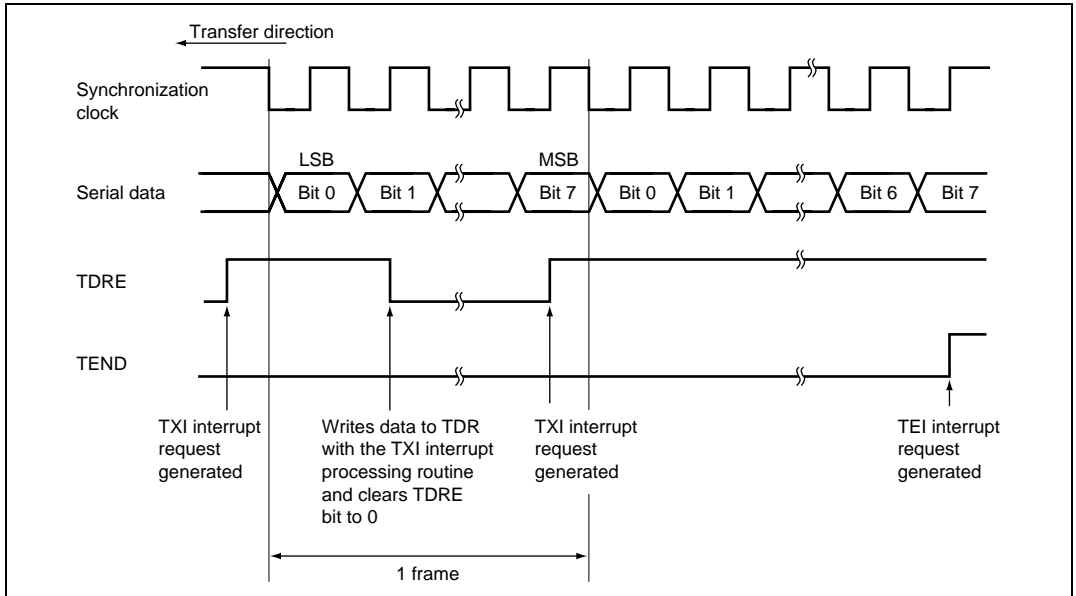 Transfer direction
Synchronization
clock
LSB
MSB
Serial data
Bit 0
Bit 1
Bit 7
Bit 0
Bit 1
Bit 6
Bit 7
TDRE
TEND
TXI interrupt
request
generated
Writes data to TDR
with the TXI interrupt
processing routine
and clears TDRE
bit to 0
TXI interrupt
request
generated
TEI interrupt
request
generated
1 frame